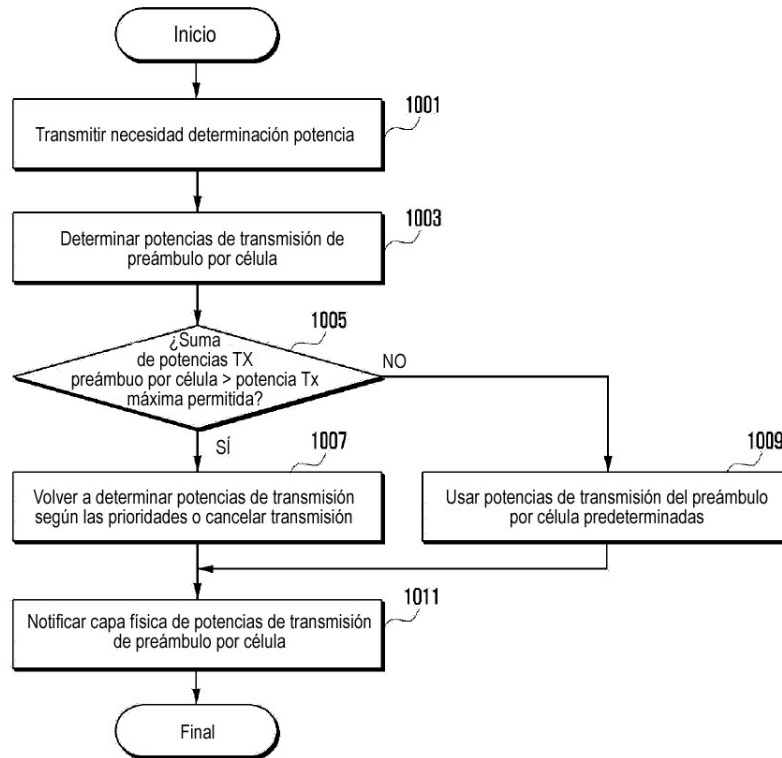 Inicio
1001
Transmitir necesidad determinación potencia
1003
Determinar potencias de transmisión de
preámbulo por célula
1005
¿Suma
de potencias TX
preámbuo por célula > potencia Tx
máxima permitida?
NO
SÍ
1007
Volver a determinar potencias de transmisión
según las prioridades o cancelar transmisión
1009
Usar potencias de transmisión del preámbulo
por célula predeterminadas
1011
Notificar capa física de potencias de transmisión
de preámbulo por célula
Final